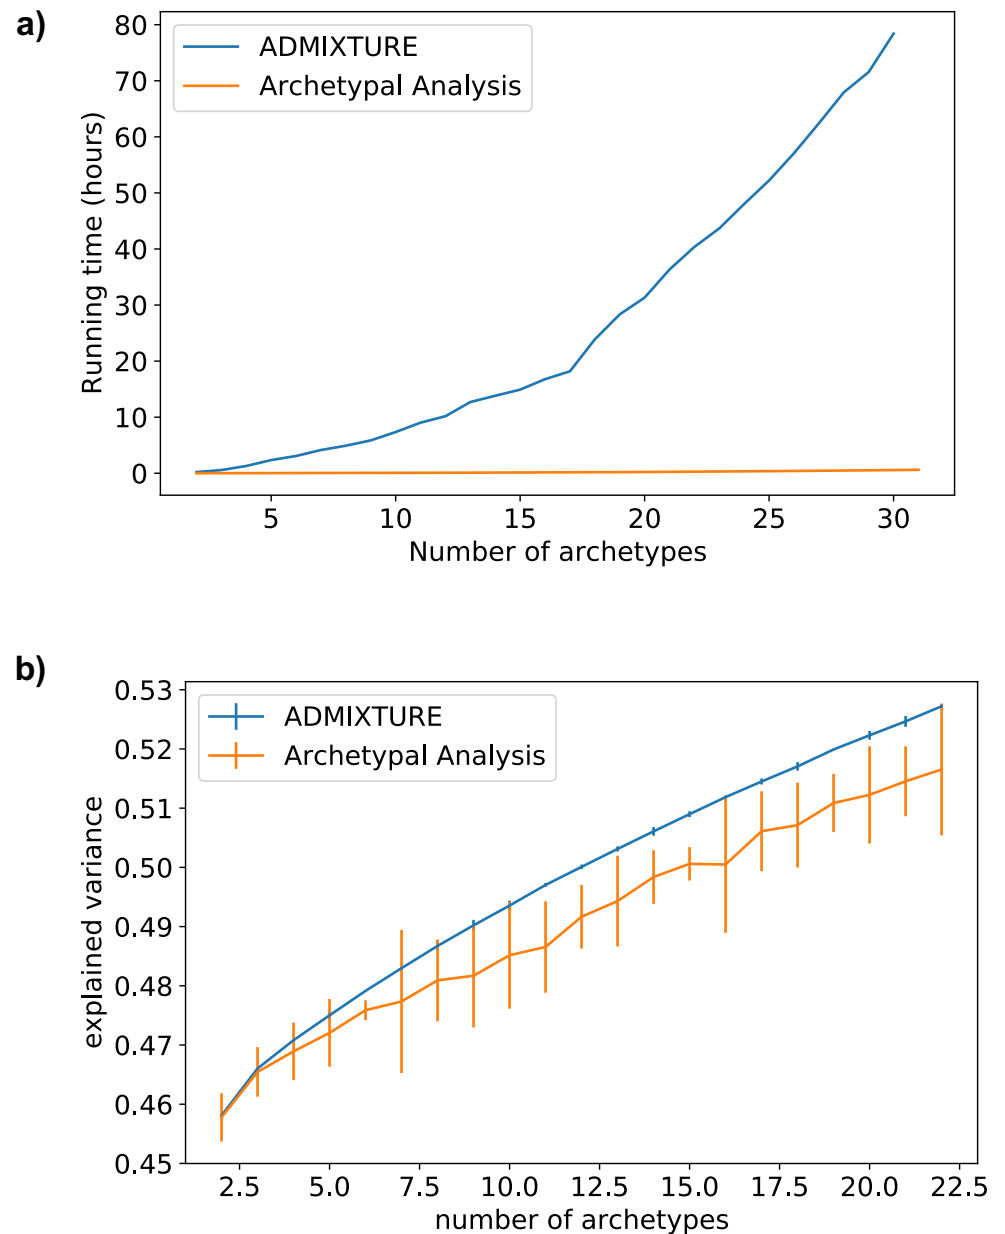 a)
80
70
60
50
40
30
20
10
0
Running time (hours)
ADMIXTURE
Archetypal Analysis
5 10 15 20 25 30
Number of archetypes
b)
0.53
0.52
0.51
0.50
0.49
0.48
0.47
0.46
0.45
explained variance
ADMIXTURE
Archetypal Analysis
2.5 5.0 7.5 10.0 12.5 15.0 17.5 20.0 22.5
number of archetypes